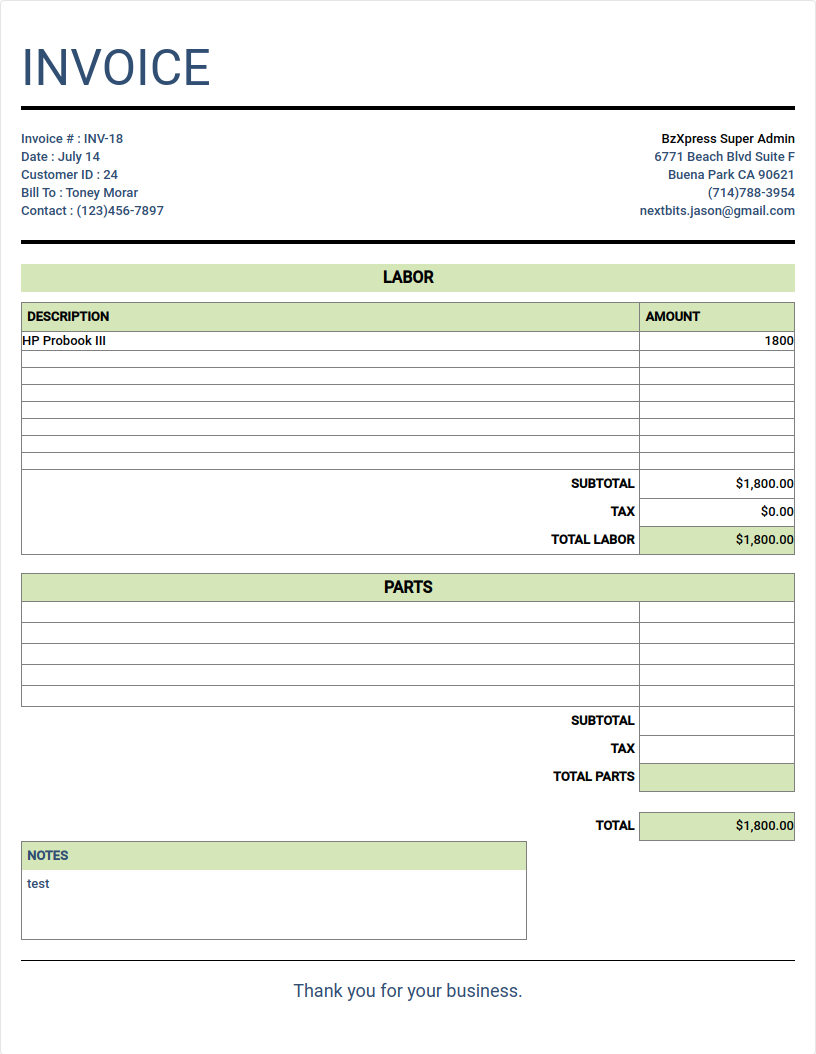 INVOICE
Invoice # : INV-18
Date : July 14
Customer ID : 24
Bill To : Toney Morar
Contact : (123)456-7897
BzXpress Super Admin
6771 Beach Blvd Suite F
Buena Park CA 90621
(714)788-3954
nextbits.jason@gmail.com
LABOR
DESCRIPTION AMOUNT
HP Probook III 1800
SUBTOTAL $1,800.00
TAX $0.00
TOTAL LABOR $1,800.00
PARTS
SUBTOTAL
TAX
TOTAL PARTS
TOTAL $1,800.00
NOTES
test
Thank you for your business.